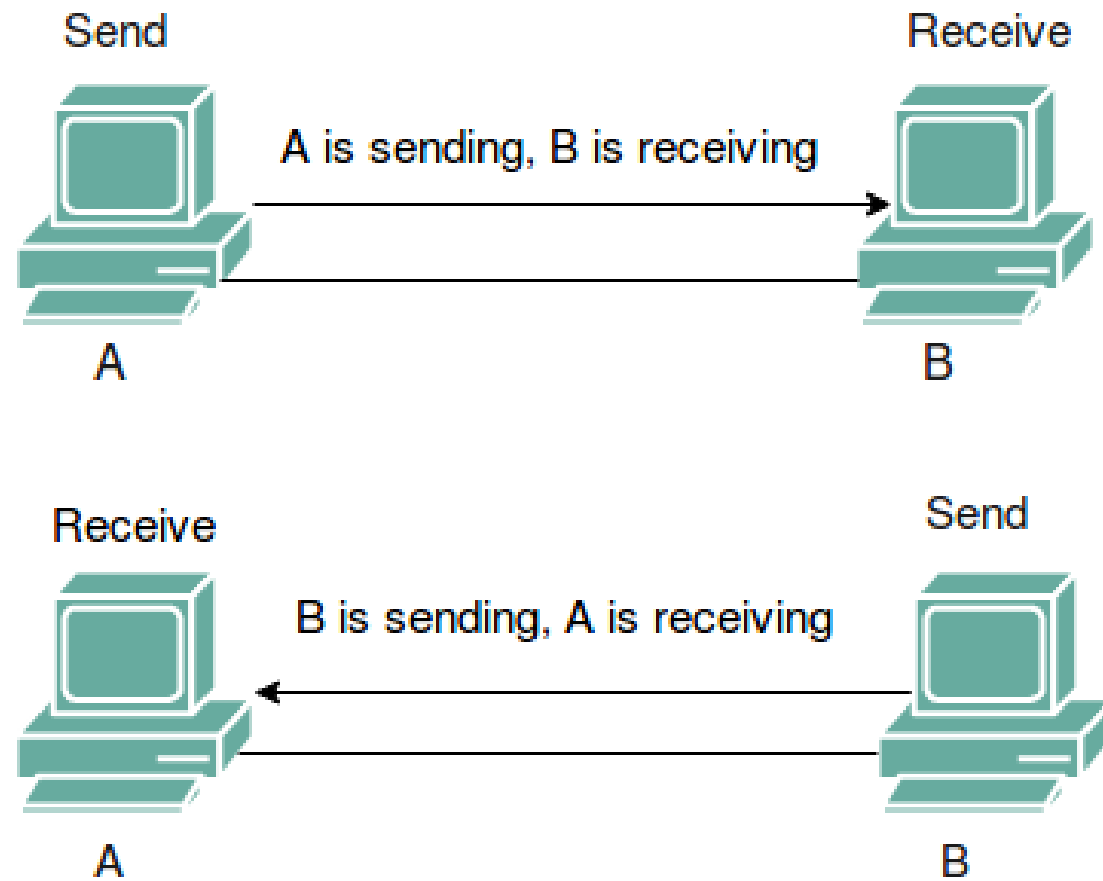 Send
Receive
A is sending, B is receiving
A
B
Receive
Send
B is sending, A is receiving
A
B